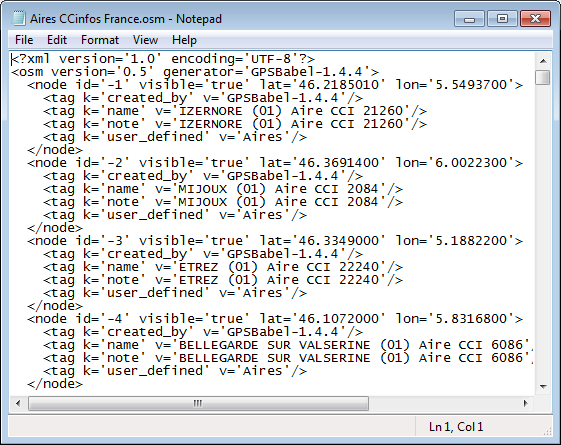 Aires CCinfos France.osm - Notepad
File Edit Format View Help
<?xml version='1.0' encoding='UTF-8'?>
<osm version='0.5' generator='GPSBabel-1.4.4'>
  <node id='-1' visible='true' lat='46.2185010' lon='5.5493700'>
    <tag k='created_by' v='GPSBabel-1.4.4'/>
    <tag k='name' v='IZERNORE (01) Aire CCI 21260'/>
    <tag k='note' v='IZERNORE (01) Aire CCI 21260'/>
    <tag k='user_defined' v='Aires'/>
  </node>
  <node id='-2' visible='true' lat='46.3691400' lon='6.0022300'>
    <tag k='created_by' v='GPSBabel-1.4.4'/>
    <tag k='name' v='MIJOUX (01) Aire CCI 2084'/>
    <tag k='note' v='MIJOUX (01) Aire CCI 2084'/>
    <tag k='user_defined' v='Aires'/>
  </node>
  <node id='-3' visible='true' lat='46.3349000' lon='5.1882200'>
    <tag k='created_by' v='GPSBabel-1.4.4'/>
    <tag k='name' v='ETREZ (01) Aire CCI 22240'/>
    <tag k='note' v='ETREZ (01) Aire CCI 22240'/>
    <tag k='user_defined' v='Aires'/>
  </node>
  <node id='-4' visible='true' lat='46.1072000' lon='5.8316800'>
    <tag k='created_by' v='GPSBabel-1.4.4'/>
    <tag k='name' v='BELLEGARDE SUR VALSERINE (01) Aire CCI 6086'
    <tag k='note' v='BELLEGARDE SUR VALSERINE (01) Aire CCI 6086'
    <tag k='user_defined' v='Aires'/>
  </node>
Ln 1, Col 1